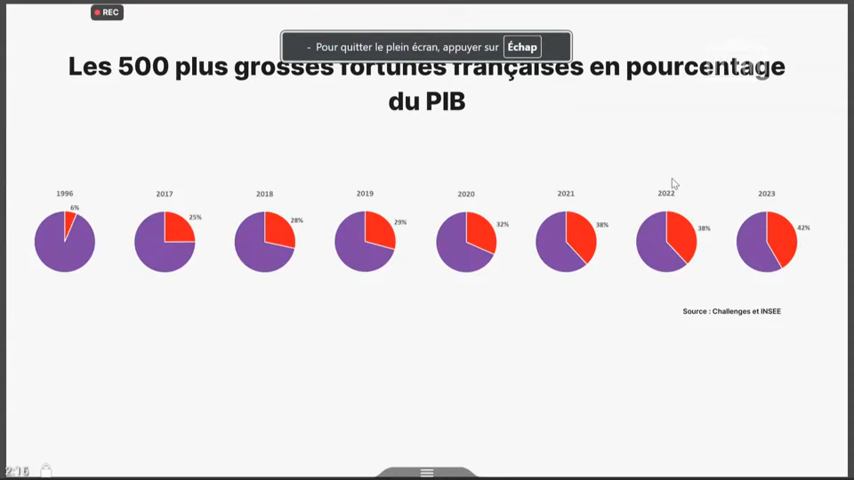 REC
- Pour quitter le plein écran, appuyer sur Échap
Les 500 plus grosses fortunes françaises en pourcentage
du PIB
1996 2017 2018 2019 2020 2021 2022 2023
6% 25% 28% 29% 32% 38% 38% 42%
Source : Challenges et INSEE
2:16